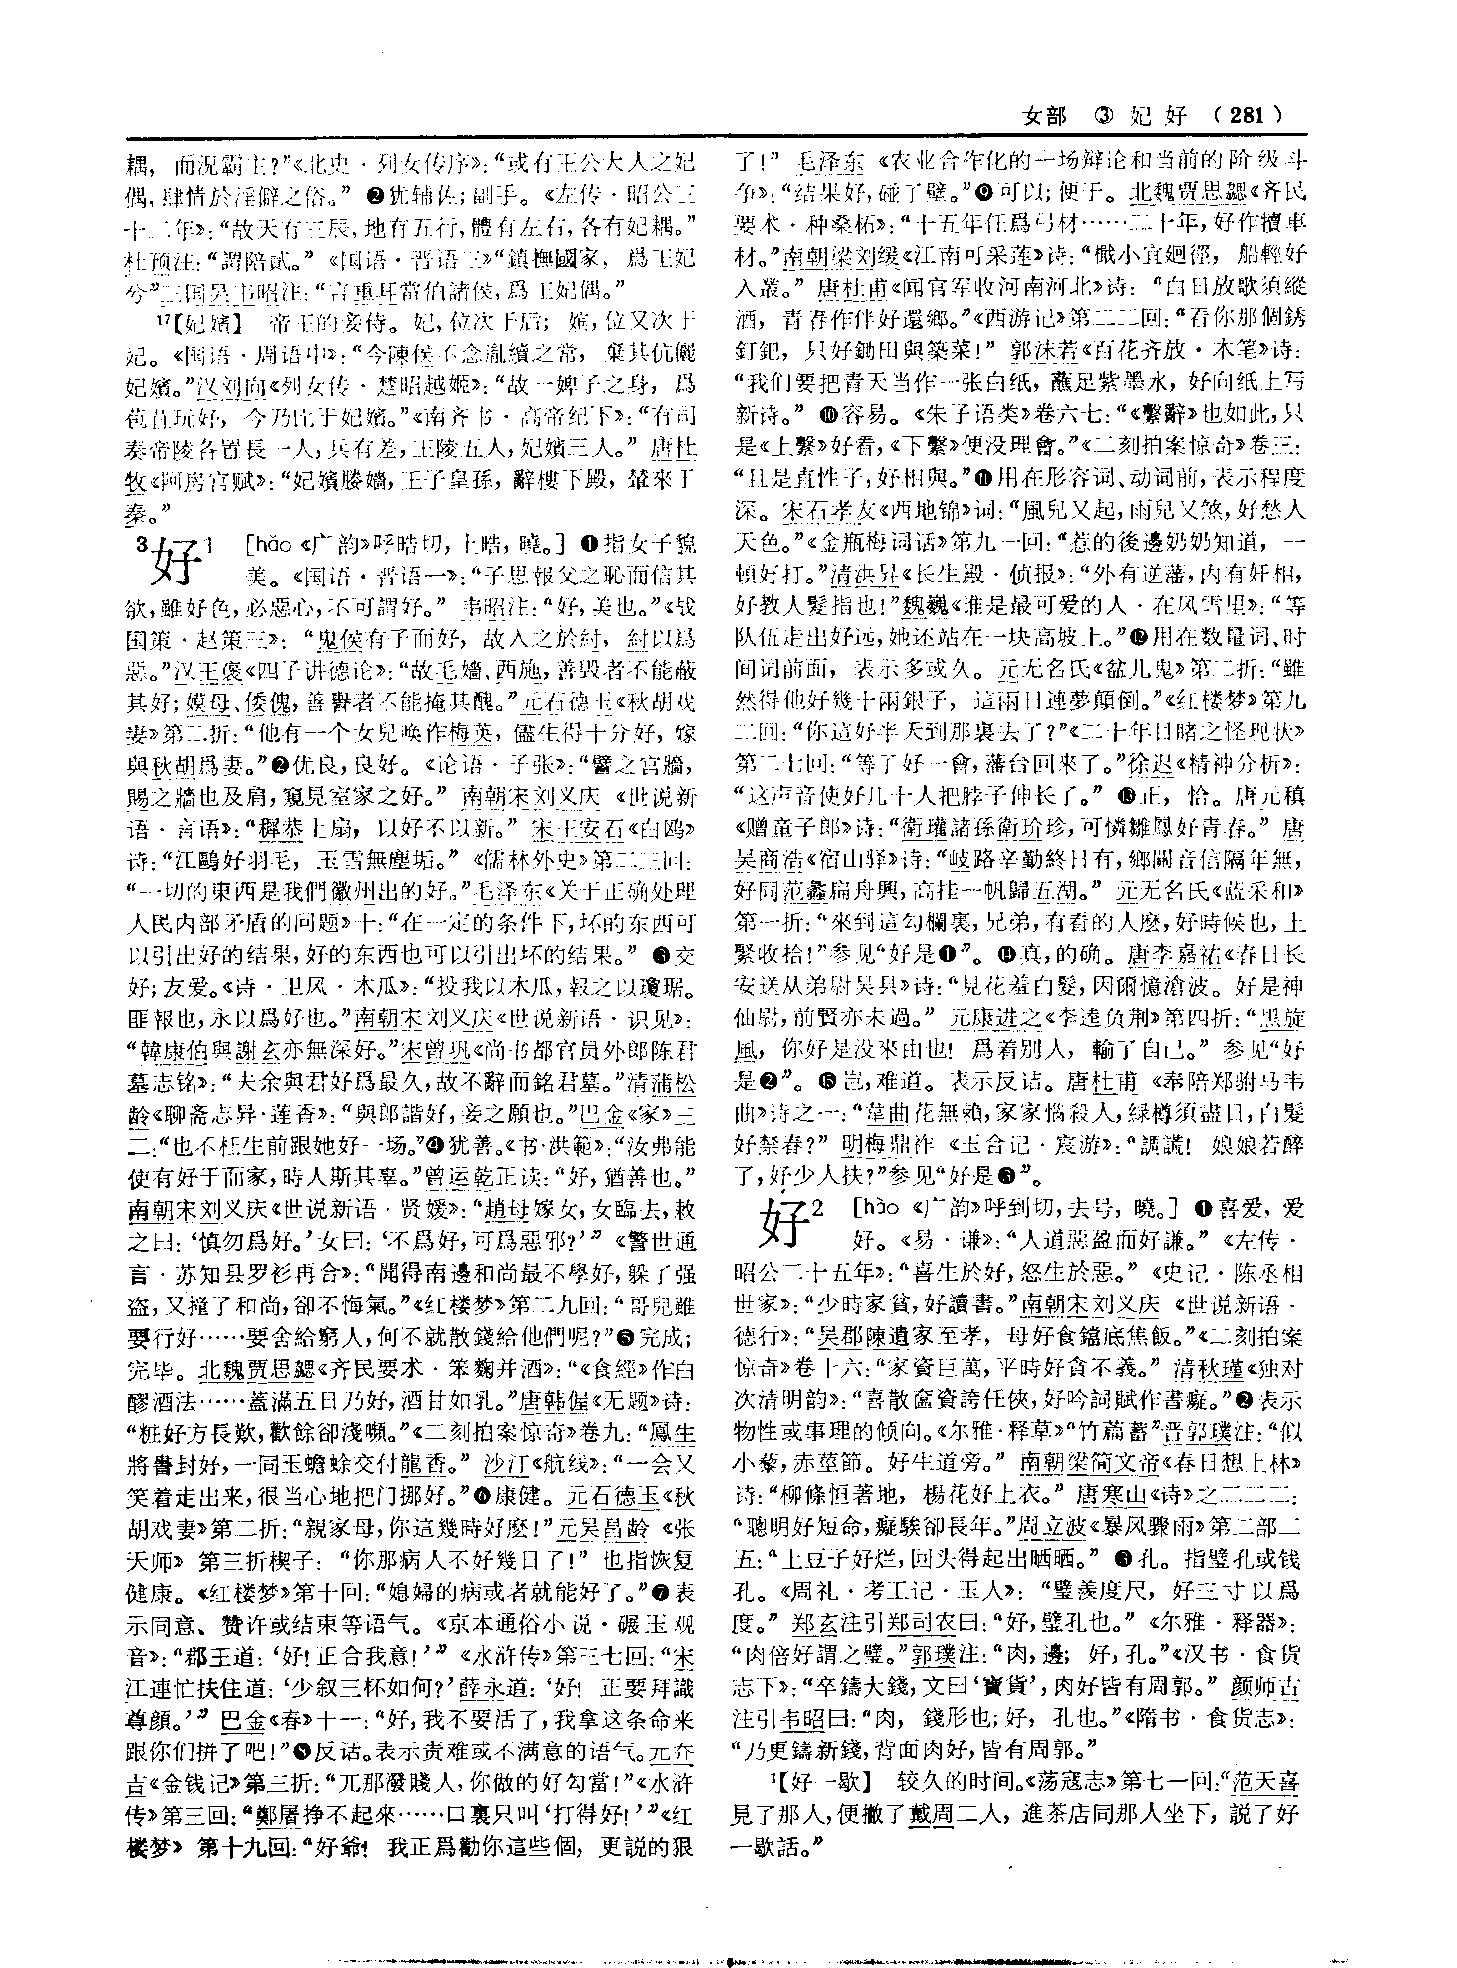 女部 ③ 妃 好 （281）
耦，而況霸主?”《北史·列女传序》：“或有王公大人之妃
偶，肆情於淫僻之俗。” ❷犹辅佐；副手。《左传·昭公三
十二年》：“故天有三辰，地有五行，體有左右，各有妃耦。”
杜预注：“謂陪貳。”《国语·晋语三》“鎮撫國家，爲王妃
兮”三国吴韦昭注：“言重耳當伯諸侯，爲王妃偶。”
17【妃嬪】 帝王的妾侍。妃，位次于后；嬪，位又次于
妃。《国语·周语中》：“今陳侯不念胤續之常，棄其伉儷
妃嬪。”汉刘向《列女传·楚昭越姬》：“故一婢子之身，爲
苞苴玩好，今乃比于妃嬪。”《南齐书·高帝纪下》：“有司
奏帝陵各置長一人，兵有差，王陵五人，妃嬪三人。” 唐杜
牧《阿房宫赋》：“妃嬪媵嬙，王子皇孫，辭樓下殿，輦來于
秦。”
3好1 [hǎo《广韵》呼晧切，上晧，曉。] ❶指女子貌
美。《国语·晋语一》：“子思報父之恥而信其
欲，雖好色，必惡心，不可謂好。” 韦昭注：“好，美也。”《战
国策·赵策三》：“鬼侯有子而好，故入之於紂，紂以爲
惡。”汉王褒《四子讲德论》：“故毛嬙、西施，善毁者不能蔽
其好；嫫母、倭傀，善譽者不能掩其醜。”元石德玉《秋胡戏
妻》第二折：“他有一个女兒唤作梅英，儘生得十分好，嫁
與秋胡爲妻。”❷优良，良好。《论语·子张》：“譬之宫牆，
賜之牆也及肩，窺見室家之好。” 南朝宋刘义庆《世说新
语·言语》：“穉恭上扇，以好不以新。” 宋王安石《白鸥》
诗：“江鷗好羽毛，玉雪無塵垢。”《儒林外史》第二三回：
“一切的東西是我們徽州出的好。”毛泽东《关于正确处理
人民内部矛盾的问题》十：“在一定的条件下，坏的东西可
以引出好的结果，好的东西也可以引出坏的结果。” ❸交
好；友爱。《诗·卫风·木瓜》：“投我以木瓜，報之以瓊琚。
匪報也，永以爲好也。”南朝宋刘义庆《世说新语·识见》：
“韓康伯與謝玄亦無深好。”宋曾巩《尚书都官员外郎陈君
墓志铭》：“夫余與君好爲最久，故不辭而銘君墓。”清蒲松
龄《聊斋志异·莲香》：“與郎諧好，妾之願也。”巴金《家》三
二：“也不枉生前跟她好一场。”❹犹善。《书·洪範》：“汝弗能
使有好于而家，時人斯其辜。”曾运乾正读：“好，猶善也。”
南朝宋刘义庆《世说新语·贤媛》：“趙母嫁女，女臨去，敕
之曰：‘慎勿爲好。’女曰：‘不爲好，可爲惡邪?’”《警世通
言·苏知县罗衫再合》：“聞得南邊和尚最不學好，躲了强
盗，又撞了和尚，卻不悔氣。”《红楼梦》第二九回：“哥兒雖
要行好……要舍給窮人，何不就散錢給他們呢?”❺完成；
完毕。北魏贾思勰《齐民要术·笨麴并酒》：“《食經》作白
醪酒法……蓋滿五日乃好，酒甘如乳。”唐韩偓《无题》诗：
“粧好方長歎，歡餘卻淺嚬。”《二刻拍案惊奇》卷九：“鳳生
將書封好，一同玉蟾蜍交付龍香。” 沙汀《航线》：“一会又
笑着走出来，很当心地把门挪好。”❻康健。元石德玉《秋
胡戏妻》第二折：“親家母，你這幾時好麽!”元吴昌龄《张
天师》第三折楔子：“你那病人不好幾日了!” 也指恢复
健康。《红楼梦》第十回：“媳婦的病或者就能好了。”❼表
示同意、赞许或结束等语气。《京本通俗小说·碾玉观
音》：“郡王道：‘好!正合我意!’”《水浒传》第三七回：“宋
江連忙扶住道：‘少叙三杯如何?’薛永道：‘好! 正要拜識
尊顔。’” 巴金《春》十一：“好，我不要活了，我拿这条命来
跟你们拼了吧!”❽反话。表示责难或不满意的语气。元乔
吉《金钱记》第三折：“兀那潑賤人，你做的好勾當!”《水浒
传》第三回：“鄭屠挣不起來……口裏只叫‘打得好!’”《红
楼梦》第十九回：“好爺! 我正爲勸你這些個，更説的狠
了!” 毛泽东《农业合作化的一场辩论和当前的阶级斗
争》：“结果好，碰了壁。”❾可以；便于。北魏贾思勰《齐民
要术·种桑柘》：“十五年任爲弓材……二十年，好作犢車
材。”南朝梁刘缓《江南可采莲》诗：“檝小宜廻徑，船輕好
入叢。” 唐杜甫《闻官军收河南河北》诗：“白日放歌須縱
酒，青春作伴好還鄉。”《西游记》第二二回：“看你那個銹
釘鈀，只好鋤田與築菜!” 郭沫若《百花齐放·木笔》诗：
“我们要把青天当作一张白纸，蘸足紫墨水，好向纸上写
新诗。” ❿容易。《朱子语类》卷六七：“《繫辭》也如此，只
是《上繫》好看，《下繫》便没理會。”《二刻拍案惊奇》卷三：
“且是直性子，好相與。”⓫用在形容词、动词前，表示程度
深。宋石孝友《西地锦》词：“風兒又起，雨兒又煞，好愁人
天色。”《金瓶梅词话》第九一回：“惹的後邊奶奶知道，一
頓好打。”清洪昇《长生殿·侦报》：“外有逆藩，内有奸相，
好教人髮指也!”魏巍《谁是最可爱的人·在风雪里》：“等
队伍走出好远，她还站在一块高坡上。”⓬用在数量词、时
间词前面，表示多或久。元无名氏《盆儿鬼》第二折：“雖
然得他好幾十兩銀子，這兩日連夢顛倒。”《红楼梦》第九
二回：“你這好半天到那裏去了?”《二十年目睹之怪现状》
第二七回：“等了好一會，藩台回來了。”徐迟《精神分析》：
“这声音使好几十人把脖子伸长了。” ⓭正，恰。唐元稹
《赠童子郎》诗：“衛瓘諸孫衛玠珍，可憐雛鳳好青春。” 唐
吴商浩《宿山驿》诗：“岐路辛勤終日有，鄉關音信隔年無，
好同范蠡扁舟興，高挂一帆歸五湖。” 元无名氏《蓝采和》
第一折：“來到這勾欄裏，兄弟，有看的人麽，好時候也，上
緊收拾!”参见“好是❶”。 ⓮真，的确。唐李嘉祐《春日长
安送从弟尉吴县》诗：“見花羞白髮，因爾憶滄波。好是神
仙尉，前賢亦未過。” 元康进之《李逵负荆》第四折：“黑旋
風，你好是没來由也! 爲着别人，輸了自己。” 参见“好
是❷”。 ⓯岂，难道。表示反诘。唐杜甫《奉陪郑驸马韦
曲》诗之一：“韋曲花無賴，家家惱殺人，緑樽須盡日，白髮
好禁春?” 明梅鼎祚《玉合记·宸游》：“謊！謊! 娘娘若醉
了，好少人扶?”参见“好是❸”。
好2 [hào《广韵》呼到切，去号，曉。] ❶喜爱，爱
好。《易·谦》：“人道惡盈而好謙。”《左传·
昭公二十五年》：“喜生於好，怒生於惡。”《史记·陈丞相
世家》：“少時家貧，好讀書。”南朝宋刘义庆《世说新语·
德行》：“吴郡陳遺家至孝，母好食鐺底焦飯。”《二刻拍案
惊奇》卷十六：“家資巨萬，平時好貪不義。” 清秋瑾《独对
次清明韵》：“喜散奩資誇任俠，好吟詞賦作書癡。”❷表示
物性或事理的倾向。《尔雅·释草》“竹萹蓄”晋郭璞注：“似
小藜，赤莖節。好生道旁。” 南朝梁简文帝《春日想上林》
诗：“柳條恒著地，楊花好上衣。” 唐寒山《诗》之二二二：
“聰明好短命，癡騃卻長年。”周立波《暴风骤雨》第二部二
五：“上豆子好烂，回头得起出晒晒。” ❸孔。指璧孔或钱
孔。《周礼·考工记·玉人》：“璧羡度尺，好三寸以爲
度。” 郑玄注引郑司农曰：“好，璧孔也。”《尔雅·释器》：
“肉倍好謂之璧。”郭璞注：“肉，邊；好，孔。”《汉书·食货
志下》：“卒鑄大錢，文曰‘寶貨’，肉好皆有周郭。” 颜师古
注引韦昭曰：“肉，錢形也；好，孔也。”《隋书·食货志》：
“乃更鑄新錢，背面肉好，皆有周郭。”
1【好一歇】 较久的时间。《荡寇志》第七一回：“范天喜
見了那人，便撇了戴周二人，進茶店同那人坐下，説了好
一歇話。”